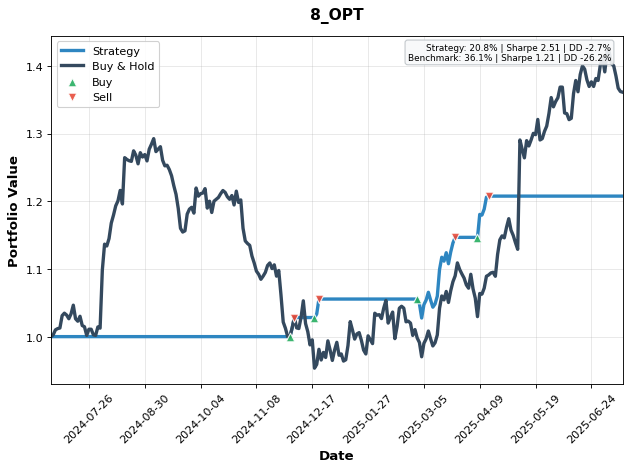 8_OPT
Strategy: 20.8% | Sharpe 2.51 | DD -2.7%
Benchmark: 36.1% | Sharpe 1.21 | DD -26.2%
Strategy
Buy & Hold
Buy
Sell
Portfolio Value
1.4
1.3
1.2
1.1
1.0
2024-07-26
2024-08-30
2024-10-04
2024-11-08
2024-12-17
2025-01-27
2025-03-05
2025-04-09
2025-05-19
2025-06-24
Date